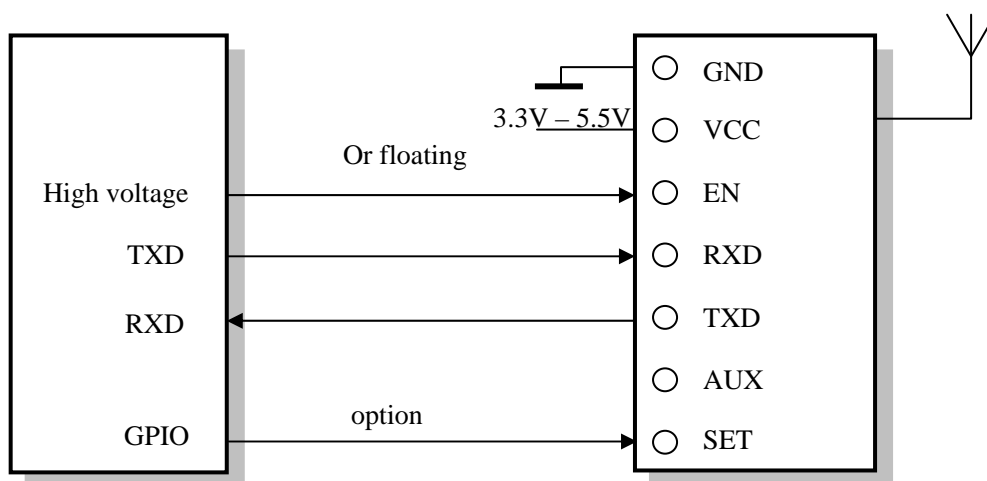 GND
3.3V – 5.5V
VCC
Or floating
High voltage
EN
TXD
RXD
RXD
TXD
AUX
option
GPIO
SET